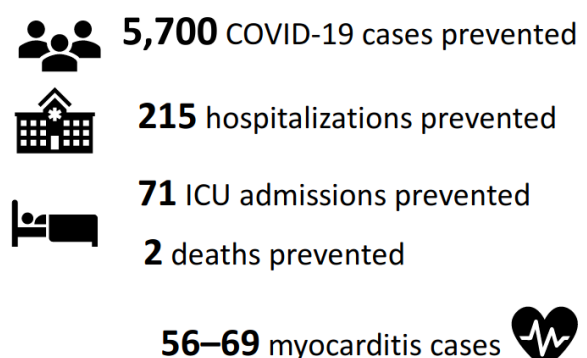 5,700 COVID-19 cases prevented
215 hospitalizations prevented
71 ICU admissions prevented
2 deaths prevented
56–69 myocarditis cases